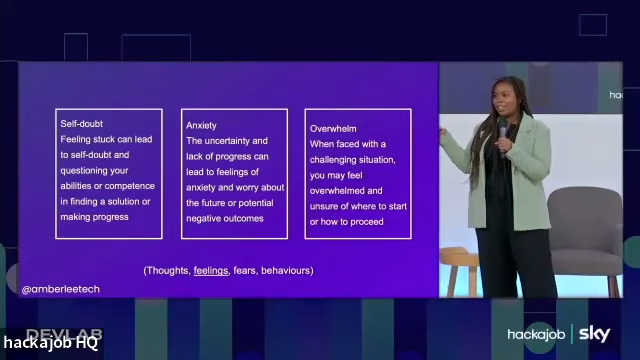 Self-doubt
Feeling stuck can lead
to self-doubt and
questioning your
abilities or competence
in finding a solution or
making progress
Anxiety
The uncertainty and
lack of progress can
lead to feelings of
anxiety and worry about
the future or potential
negative outcomes
Overwhelm
When faced with a
challenging situation,
you may feel
overwhelmed and
unsure of where to start
or how to proceed
(Thoughts, feelings, fears, behaviours)
@amberleetech
hac
DEVLAB
hackajob HQ
hackajob | sky